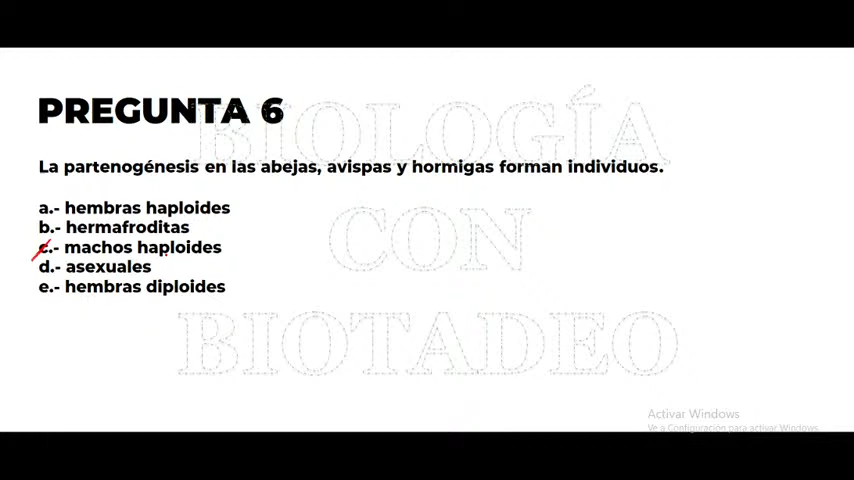 PREGUNTA 6
La partenogénesis en las abejas, avispas y hormigas forman individuos.
a.- hembras haploides
b.- hermafroditas
c.- machos haploides
d.- asexuales
e.- hembras diploides
BIOLOGÍA
CON
BIOTADEO
Activar Windows
Ve a Configuración para activar Windows.